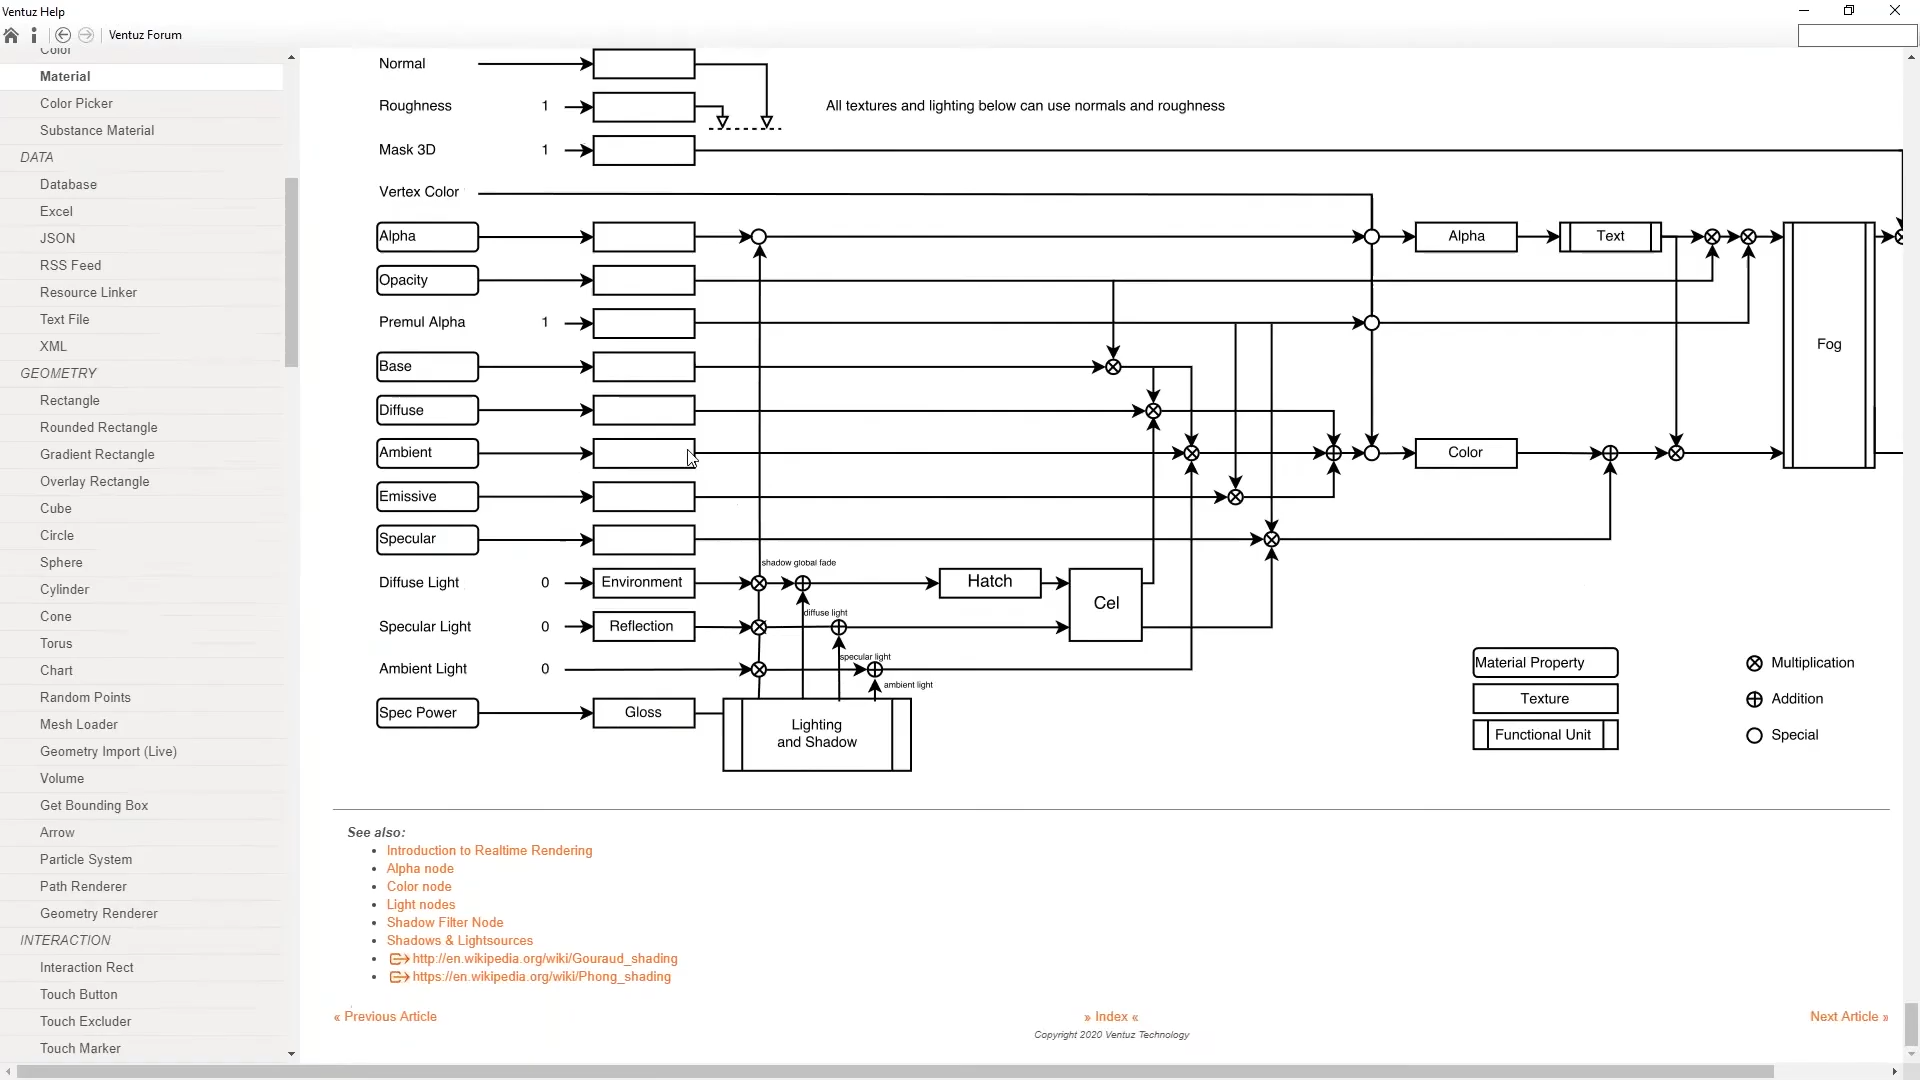 Ventuz Help
Ventuz Forum
Color
Material
Color Picker
Substance Material
DATA
Database
Excel
JSON
RSS Feed
Resource Linker
Text File
XML
GEOMETRY
Rectangle
Rounded Rectangle
Gradient Rectangle
Overlay Rectangle
Cube
Circle
Sphere
Cylinder
Cone
Torus
Chart
Random Points
Mesh Loader
Geometry Import (Live)
Volume
Get Bounding Box
Arrow
Particle System
Path Renderer
Geometry Renderer
INTERACTION
Interaction Rect
Touch Button
Touch Excluder
Touch Marker
Normal
Roughness 1 All textures and lighting below can use normals and roughness
Mask 3D 1
Vertex Color
Alpha Alpha Text
Opacity
Premul Alpha 1
Fog
Base
Diffuse
Ambient Color
Emissive
Specular
shadow global fade
Diffuse Light 0 Environment Hatch
Cel
diffuse light
Specular Light 0 Reflection
specular light
Ambient Light 0
ambient light
Spec Power Gloss
Lighting
and Shadow
Material Property Multiplication
Texture Addition
Functional Unit Special
See also:
Introduction to Realtime Rendering
Alpha node
Color node
Light nodes
Shadow Filter Node
Shadows & Lightsources
http://en.wikipedia.org/wiki/Gouraud_shading
https://en.wikipedia.org/wiki/Phong_shading
« Previous Article » Index « Next Article »
Copyright 2020 Ventuz Technology